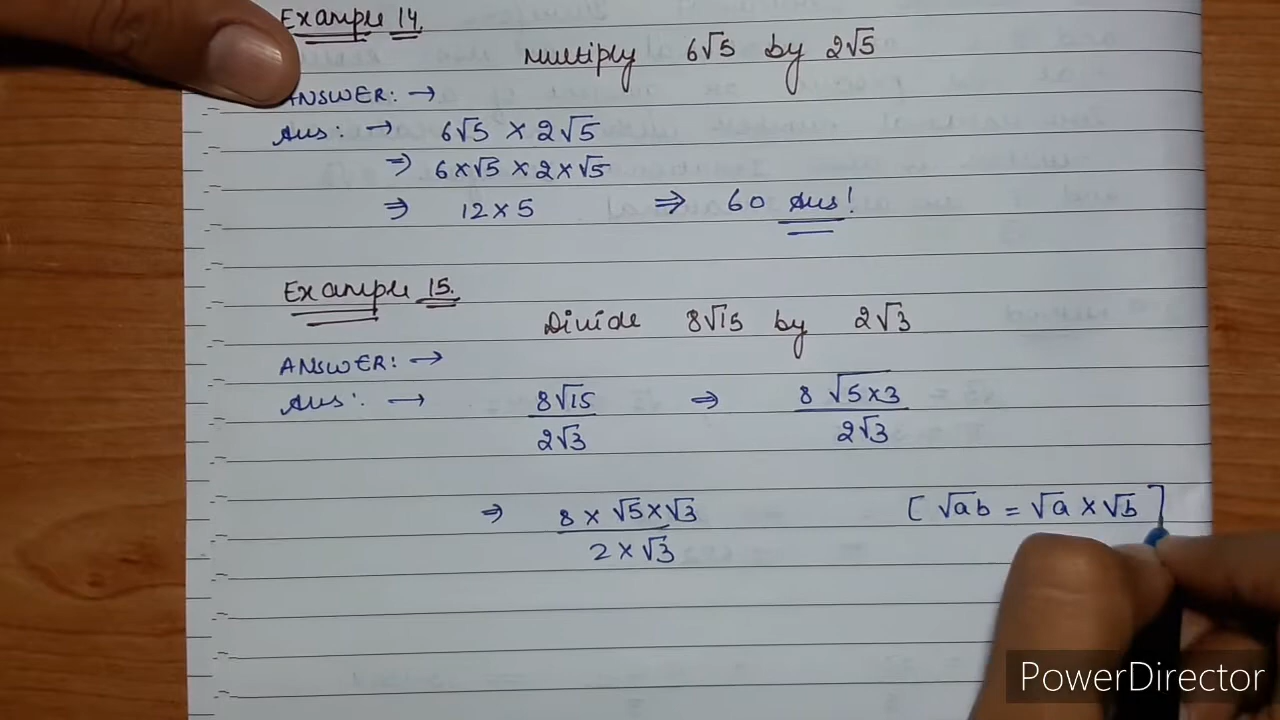 Example 14.
Multiply 6√5 by 2√5
ANSWER: →
Ans: → 6√5 × 2√5
⇒ 6×√5 × 2×√5
⇒ 12×5 ⇒ 60 Ans!
Example 15.
Divide 8√15 by 2√3
ANSWER: →
Ans: → 8√15 / 2√3 ⇒ 8 √5×3 / 2√3
⇒ 8 × √5×√3 / 2×√3 [√ab = √a × √b]
PowerDirector